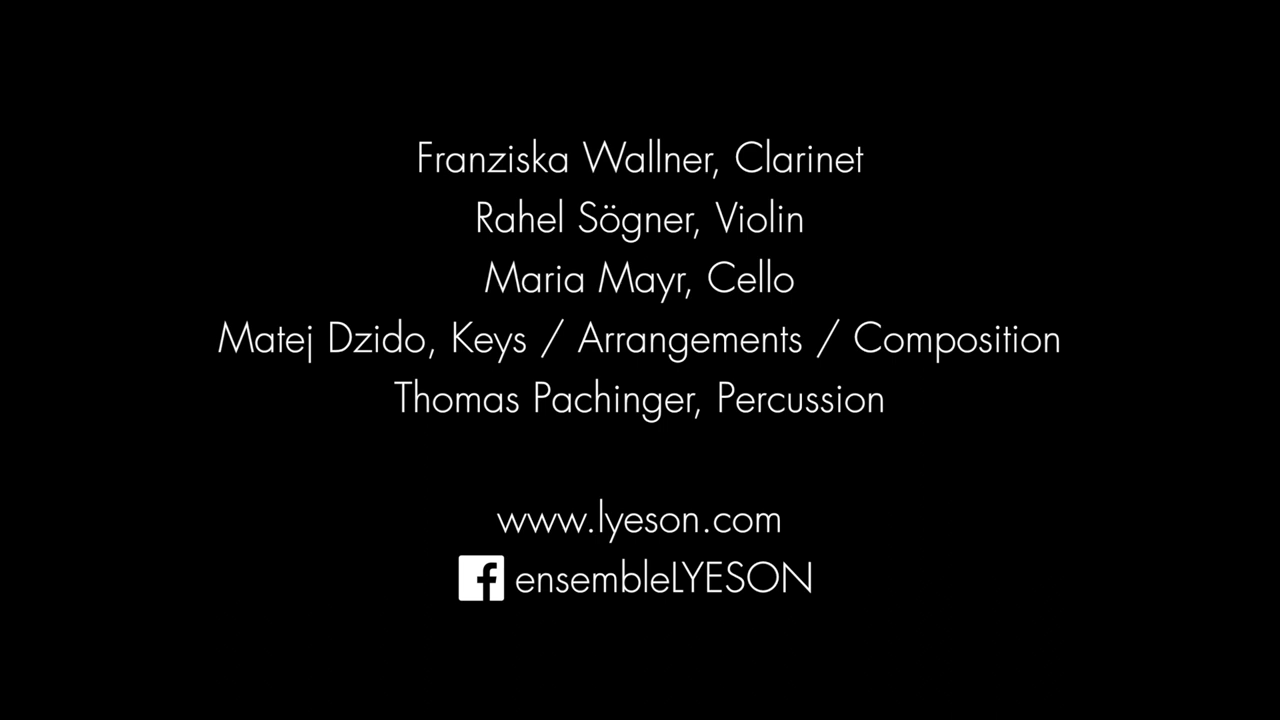 Franziska Wallner, Clarinet
Rahel Sögner, Violin
Maria Mayr, Cello
Matej Dzido, Keys / Arrangements / Composition
Thomas Pachinger, Percussion
www.lyeson.com
ensembleLYESON